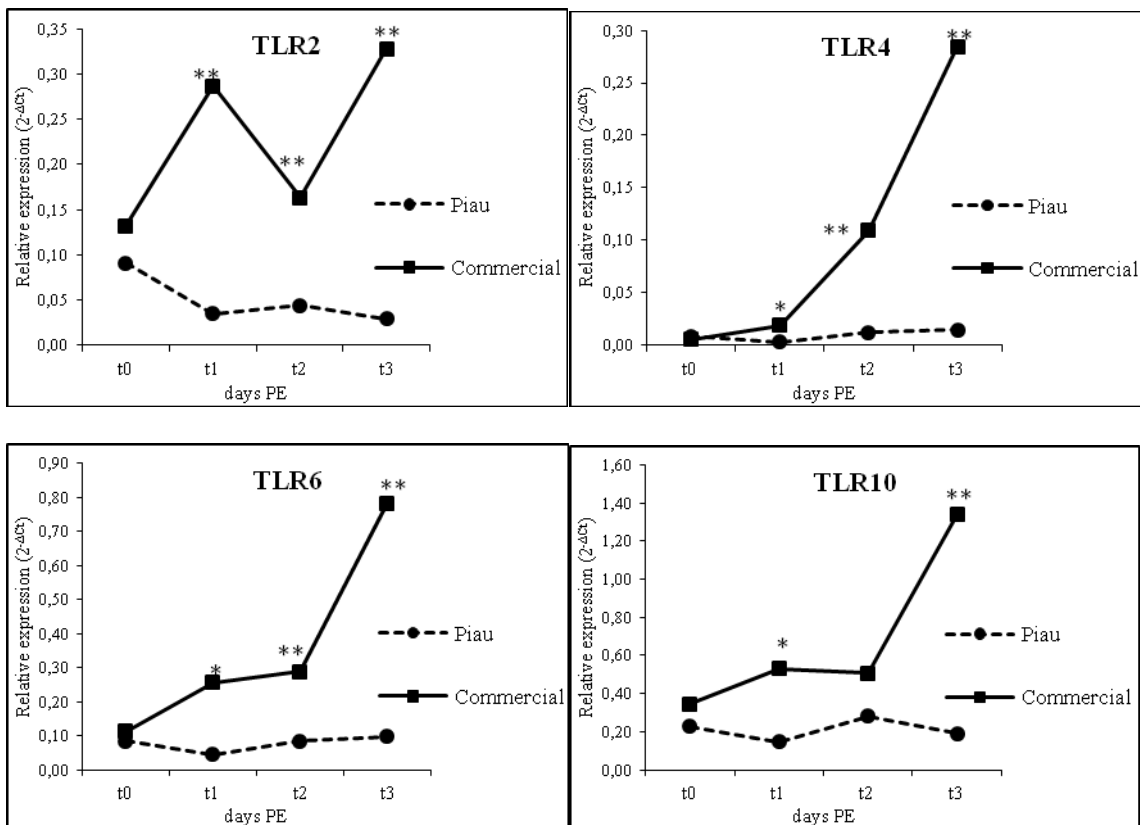 TLR2
Relative expression (2-ΔCt)
0,35
0,30
0,25
0,20
0,15
0,10
0,05
0,00
**
**
**
Piau
Commercial
t0 t1 t2 t3
days PE
TLR4
Relative expression (2-ΔCt)
0,30
0,25
0,20
0,15
0,10
0,05
0,00
*
**
**
Piau
Commercial
t0 t1 t2 t3
days PE
TLR6
Relative expression (2-ΔCt)
0,90
0,80
0,70
0,60
0,50
0,40
0,30
0,20
0,10
0,00
*
**
**
Piau
Commercial
t0 t1 t2 t3
days PE
TLR10
Relative expression (2-ΔCt)
1,60
1,40
1,20
1,00
0,80
0,60
0,40
0,20
0,00
*
**
Piau
Commercial
t0 t1 t2 t3
days PE